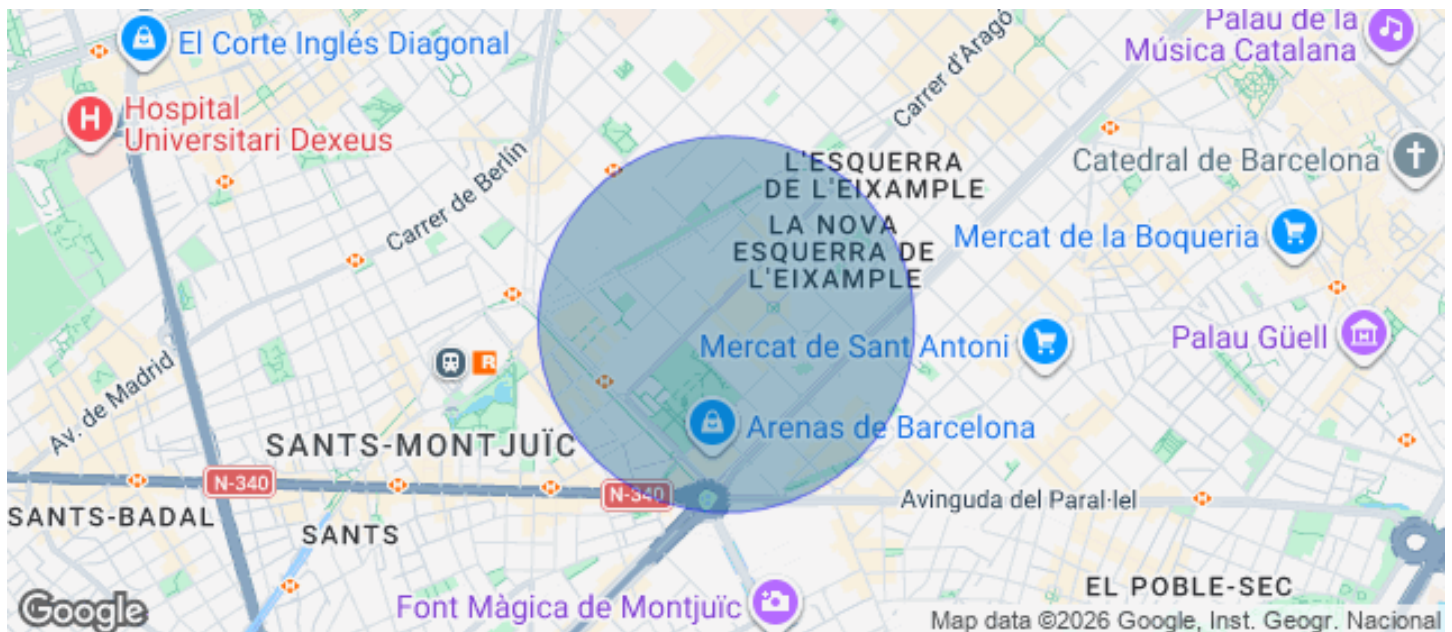 Palau de la
Música Catalana
El Corte Inglés Diagonal
Hospital
Universitari Dexeus
H
Carrer d'Aragó
Carrer de Berlín
L'ESQUERRA
DE L'EIXAMPLE
Catedral de Barcelona
LA NOVA
ESQUERRA DE
L'EIXAMPLE
Mercat de la Boqueria
Mercat de Sant Antoni
Palau Güell
R
Av. de Madrid
Arenas de Barcelona
SANTS-MONTJUÏC
N-340
N-340
Avinguda del Paral·lel
SANTS-BADAL
SANTS
EL POBLE-SEC
Font Màgica de Montjuïc
Google
Map data ©2026 Google, Inst. Geogr. Nacional